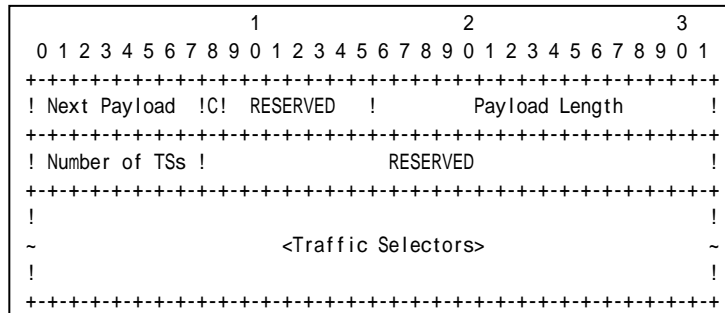 1                   2                   3
 0 1 2 3 4 5 6 7 8 9 0 1 2 3 4 5 6 7 8 9 0 1 2 3 4 5 6 7 8 9 0 1
+-+-+-+-+-+-+-+-+-+-+-+-+-+-+-+-+-+-+-+-+-+-+-+-+-+-+-+-+-+-+-+-+
! Next Payload  !C!  RESERVED   !         Payload Length        !
+-+-+-+-+-+-+-+-+-+-+-+-+-+-+-+-+-+-+-+-+-+-+-+-+-+-+-+-+-+-+-+-+
! Number of TSs !                 RESERVED                      !
+-+-+-+-+-+-+-+-+-+-+-+-+-+-+-+-+-+-+-+-+-+-+-+-+-+-+-+-+-+-+-+-+
!                                                               !
~                       <Traffic Selectors>                     ~
!                                                               !
+-+-+-+-+-+-+-+-+-+-+-+-+-+-+-+-+-+-+-+-+-+-+-+-+-+-+-+-+-+-+-+-+